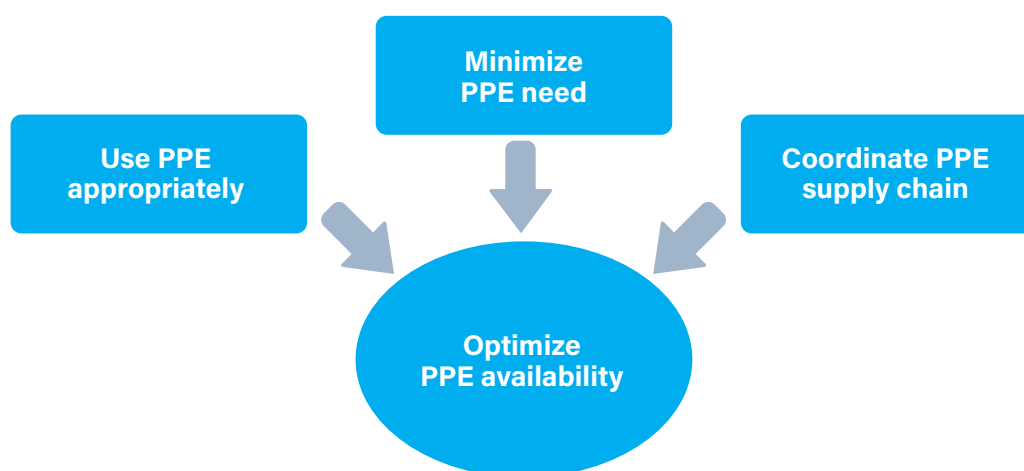 Minimize
PPE need
Use PPE
appropriately
Coordinate PPE
supply chain
Optimize
PPE availability